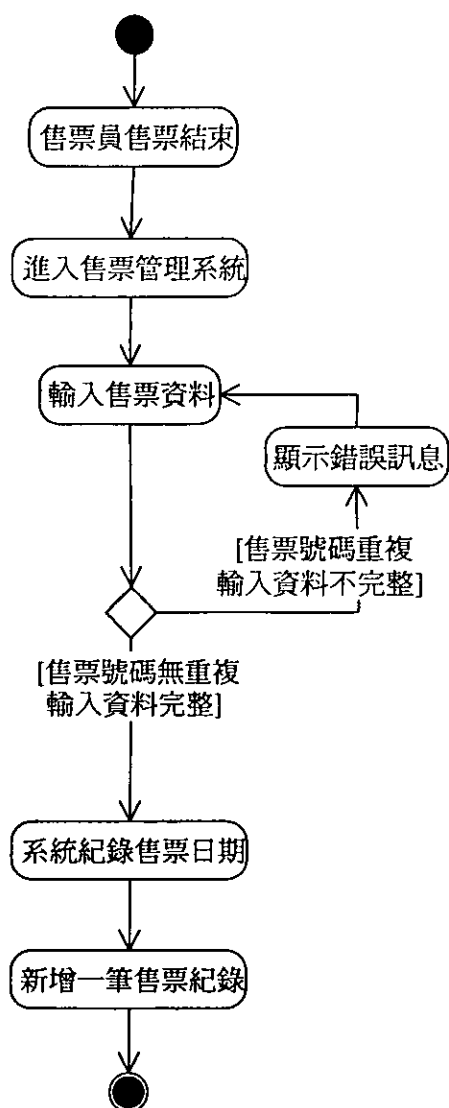 售票員售票結束
進入售票管理系統
輸入售票資料
顯示錯誤訊息
[售票號碼重複
輸入資料不完整]
[售票號碼無重複
輸入資料完整]
系統紀錄售票日期
新增一筆售票紀錄